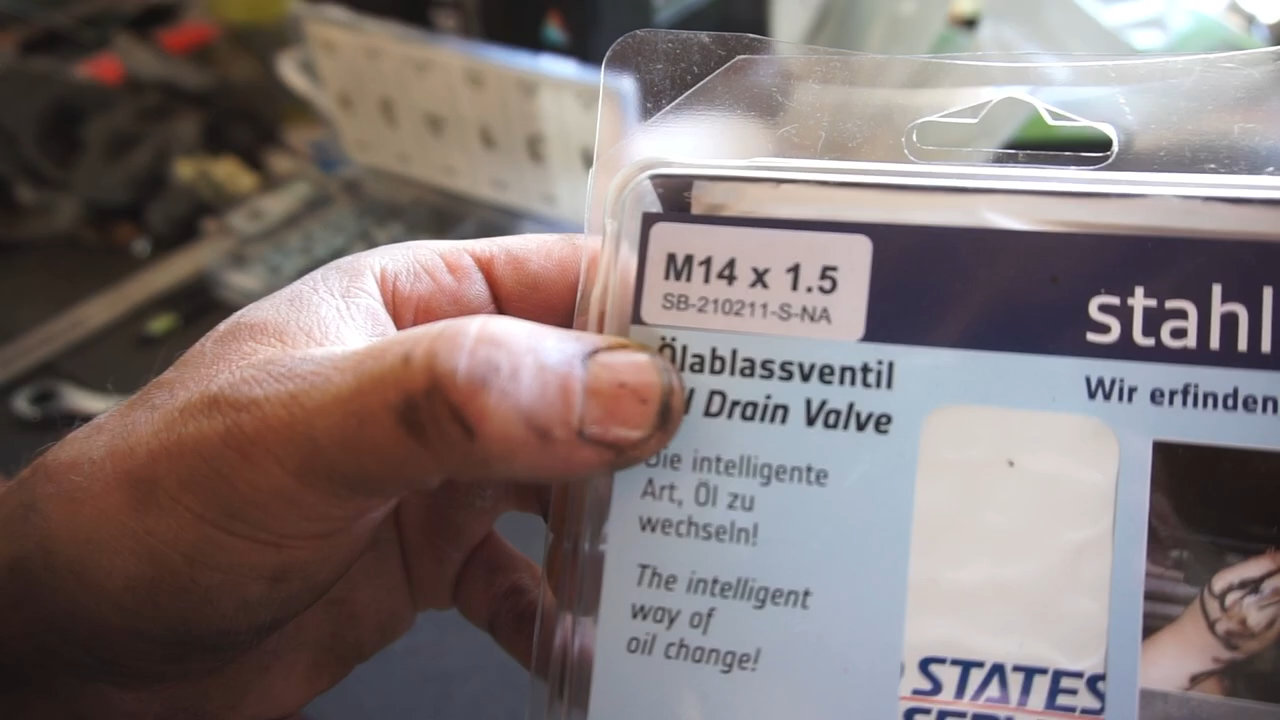 M14 x 1.5
SB-210211-S-NA
stahl
Ölablassventil
Drain Valve
Wir erfinden
Die intelligente
Art, Öl zu
wechseln!
The intelligent
way of
oil change!
STATES